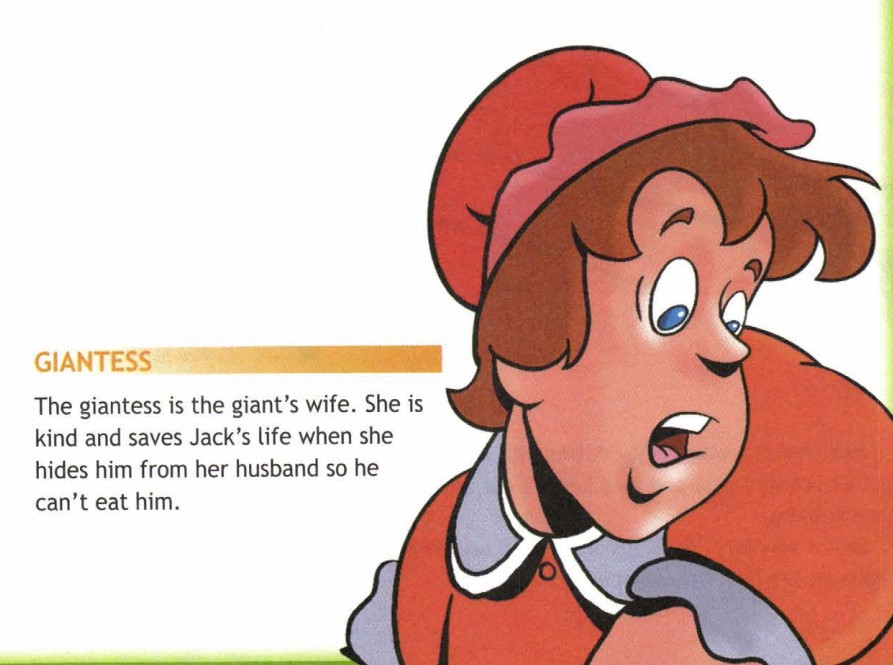 GIANTESS
The giantess is the giant's wife. She is
kind and saves Jack's life when she
hides him from her husband so he
can't eat him.